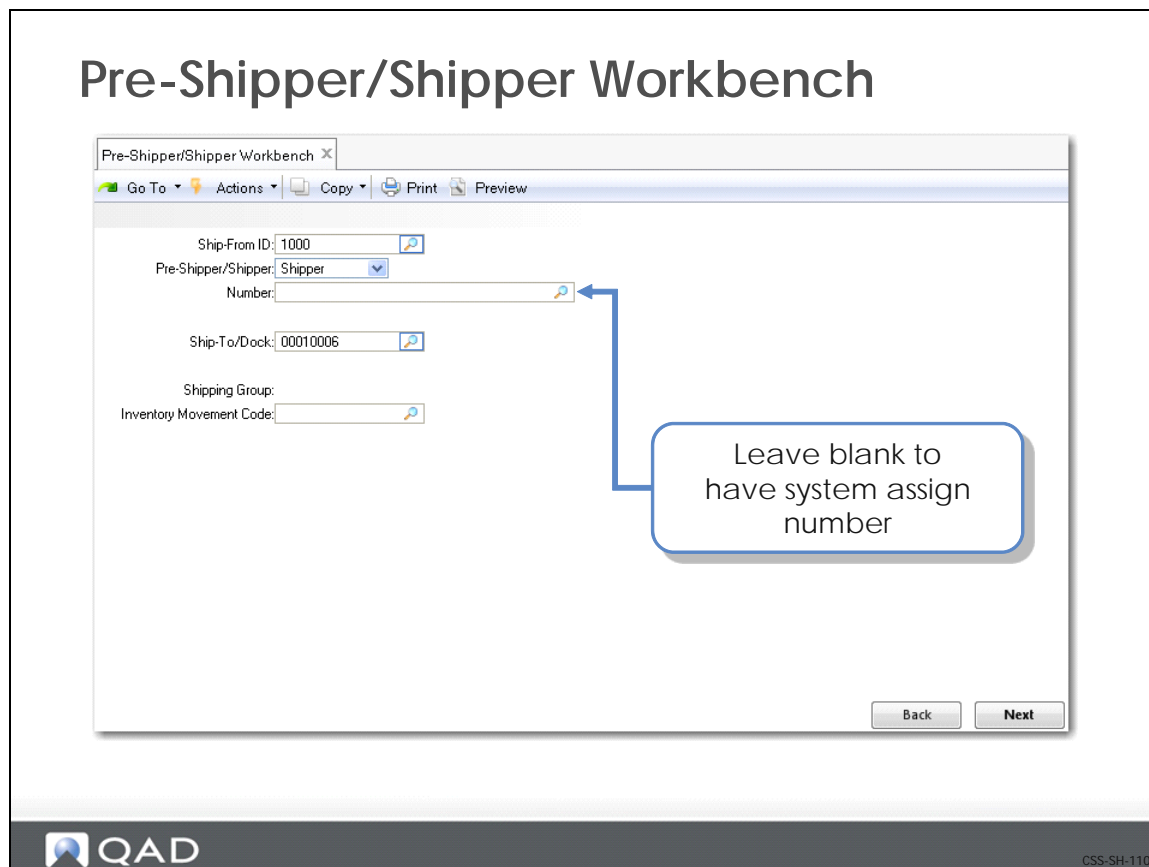 Pre-Shipper/Shipper Workbench
Pre-Shipper/Shipper Workbench X
Go To Actions Copy Print Preview
Ship-From ID: 1000
Pre-Shipper/Shipper: Shipper
Number:
Ship-To/Dock: 00010006
Shipping Group:
Inventory Movement Code:
Leave blank to
have system assign
number
Back Next
QAD
CSS-SH-110